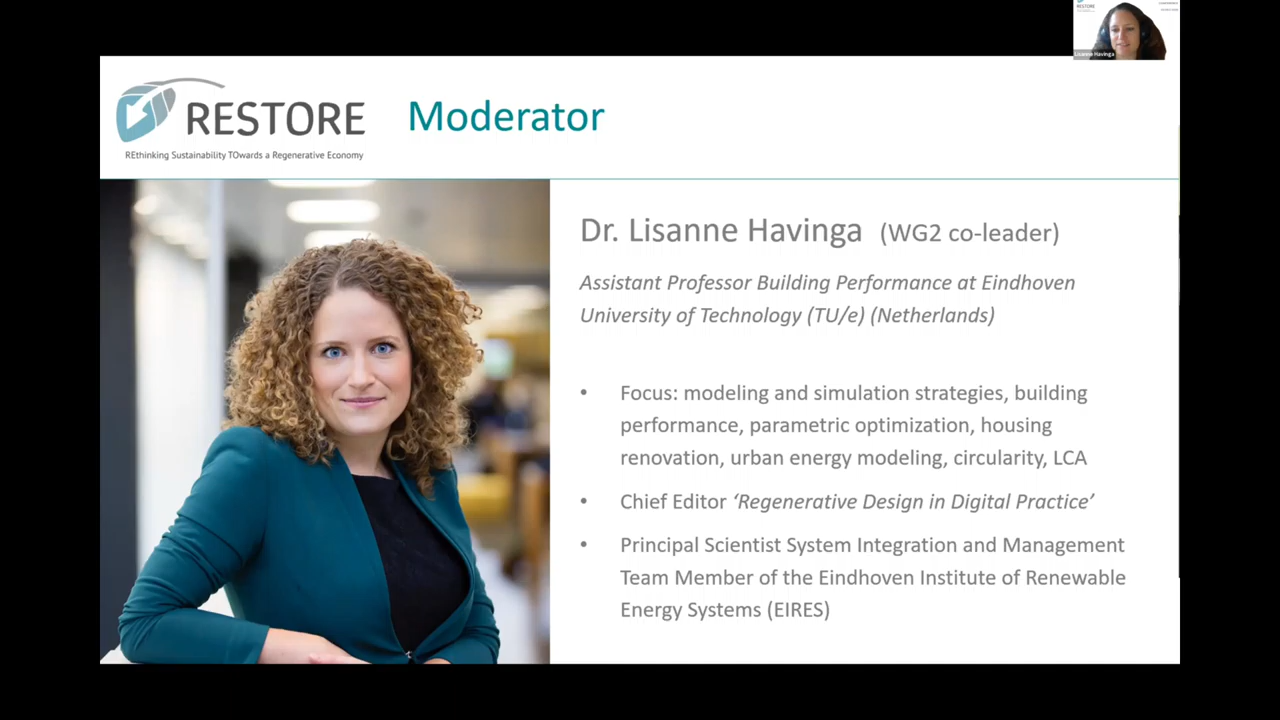 RESTORE
Lisanne Havinga
RESTORE
REthinking Sustainability TOwards a Regenerative Economy
Moderator
Dr. Lisanne Havinga (WG2 co-leader)
Assistant Professor Building Performance at Eindhoven
University of Technology (TU/e) (Netherlands)
• Focus: modeling and simulation strategies, building
performance, parametric optimization, housing
renovation, urban energy modeling, circularity, LCA
• Chief Editor ‘Regenerative Design in Digital Practice’
• Principal Scientist System Integration and Management
Team Member of the Eindhoven Institute of Renewable
Energy Systems (EIRES)